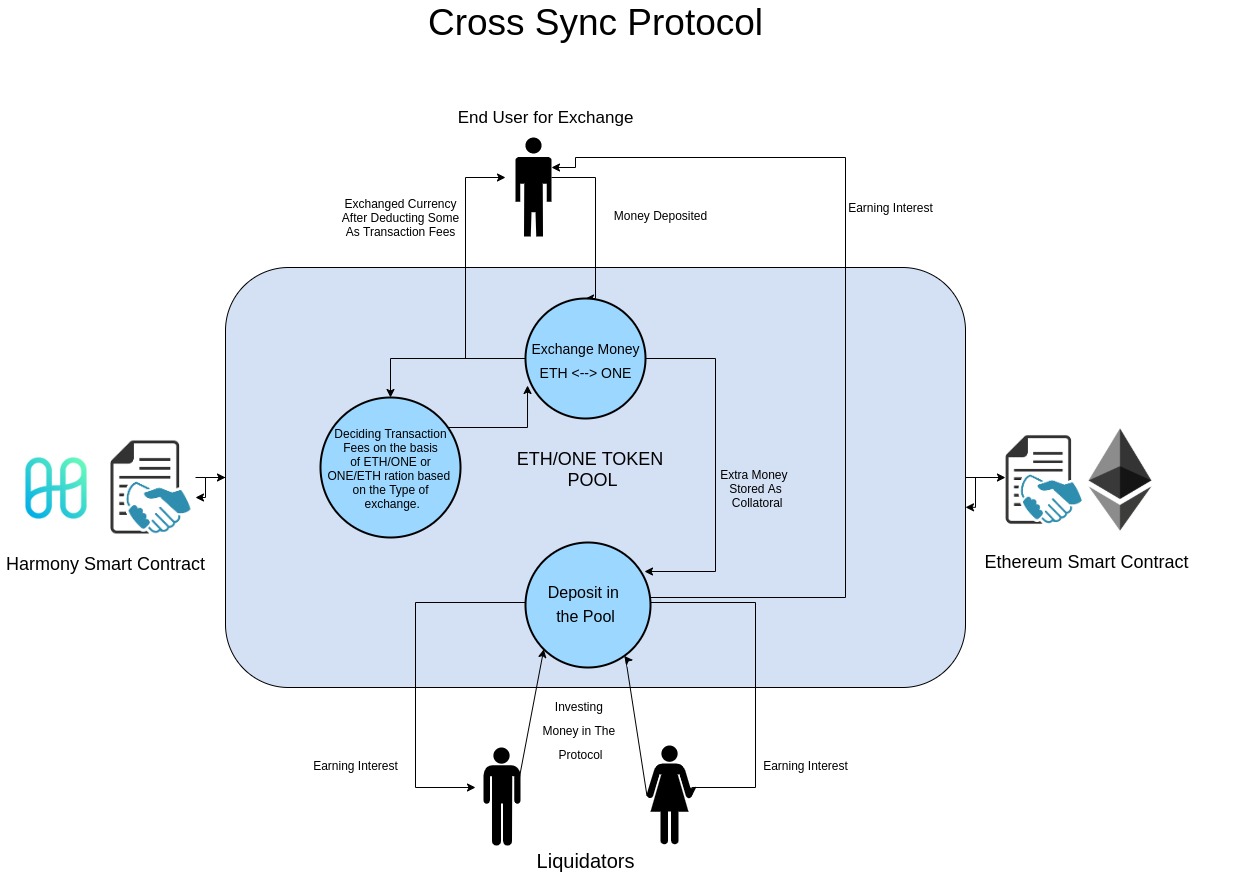 Cross Sync Protocol
End User for Exchange
Exchanged Currency
After Deducting Some
As Transaction Fees
Money Deposited
Earning Interest
Exchange Money
ETH <--> ONE
Deciding Transaction
Fees on the basis
of ETH/ONE or
ONE/ETH ration based
on the Type of
exchange.
ETH/ONE TOKEN
POOL
Extra Money
Stored As
Collatoral
Harmony Smart Contract
Ethereum Smart Contract
Deposit in
the Pool
Investing
Money in The
Protocol
Earning Interest
Earning Interest
Liquidators